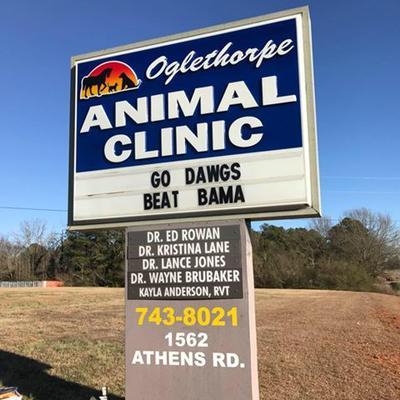 Oglethorpe
ANIMAL
CLINIC
GO DAWGS
BEAT BAMA
DR. ED ROWAN
DR. KRISTINA LANE
DR. LANCE JONES
DR. WAYNE BRUBAKER
KAYLA ANDERSON, RVT
743-8021
1562
ATHENS RD.